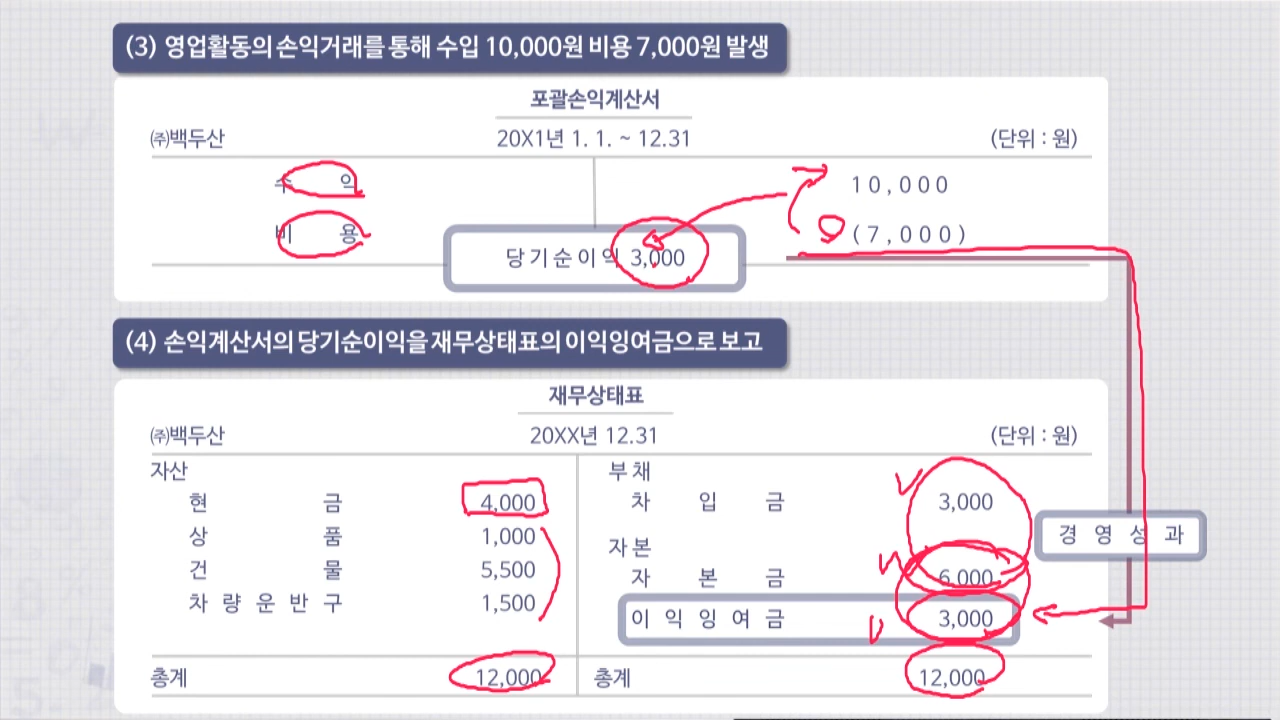 (3) 영업활동의 손익거래를 통해 수입 10,000원 비용 7,000원 발생
포괄손익계산서
㈜백두산 20X1년 1. 1. ~ 12.31 (단위 : 원)
수 익 10,000
비 용 (7,000)
당기순이익 3,000
(4) 손익계산서의 당기순이익을 재무상태표의 이익잉여금으로 보고
재무상태표
㈜백두산 20XX년 12.31 (단위 : 원)
자산 부채
현 금 4,000 차 입 금 3,000
상 품 1,000 자본
건 물 5,500 자 본 금 6,000
차 량 운 반 구 1,500 이 익 잉 여 금 3,000
경 영 성 과
총계 12,000 총계 12,000